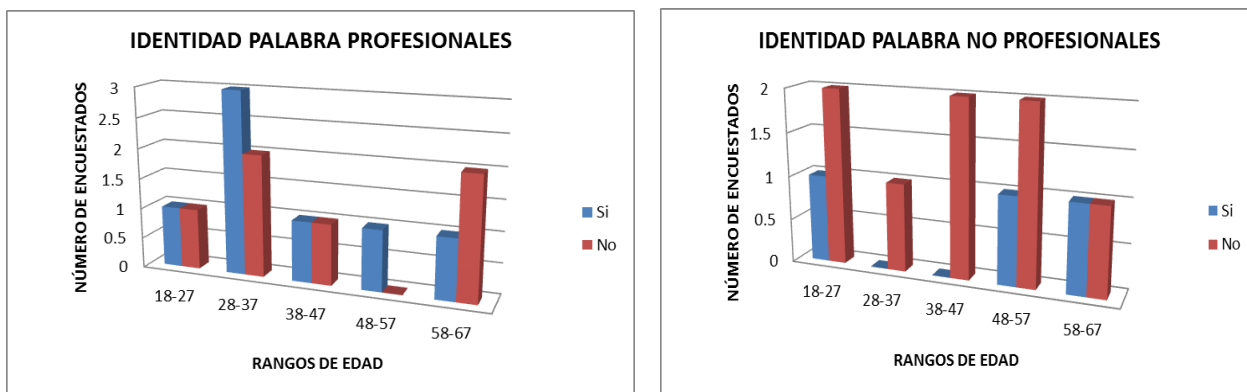 IDENTIDAD PALABRA PROFESIONALES
NÚMERO DE ENCUESTADOS
3
2.5
2
1.5
1
0.5
0
18-27
28-37
38-47
48-57
58-67
RANGOS DE EDAD
Si
No
IDENTIDAD PALABRA NO PROFESIONALES
NÚMERO DE ENCUESTADOS
2
1.5
1
0.5
0
18-27
28-37
38-47
48-57
58-67
RANGOS DE EDAD
Si
No